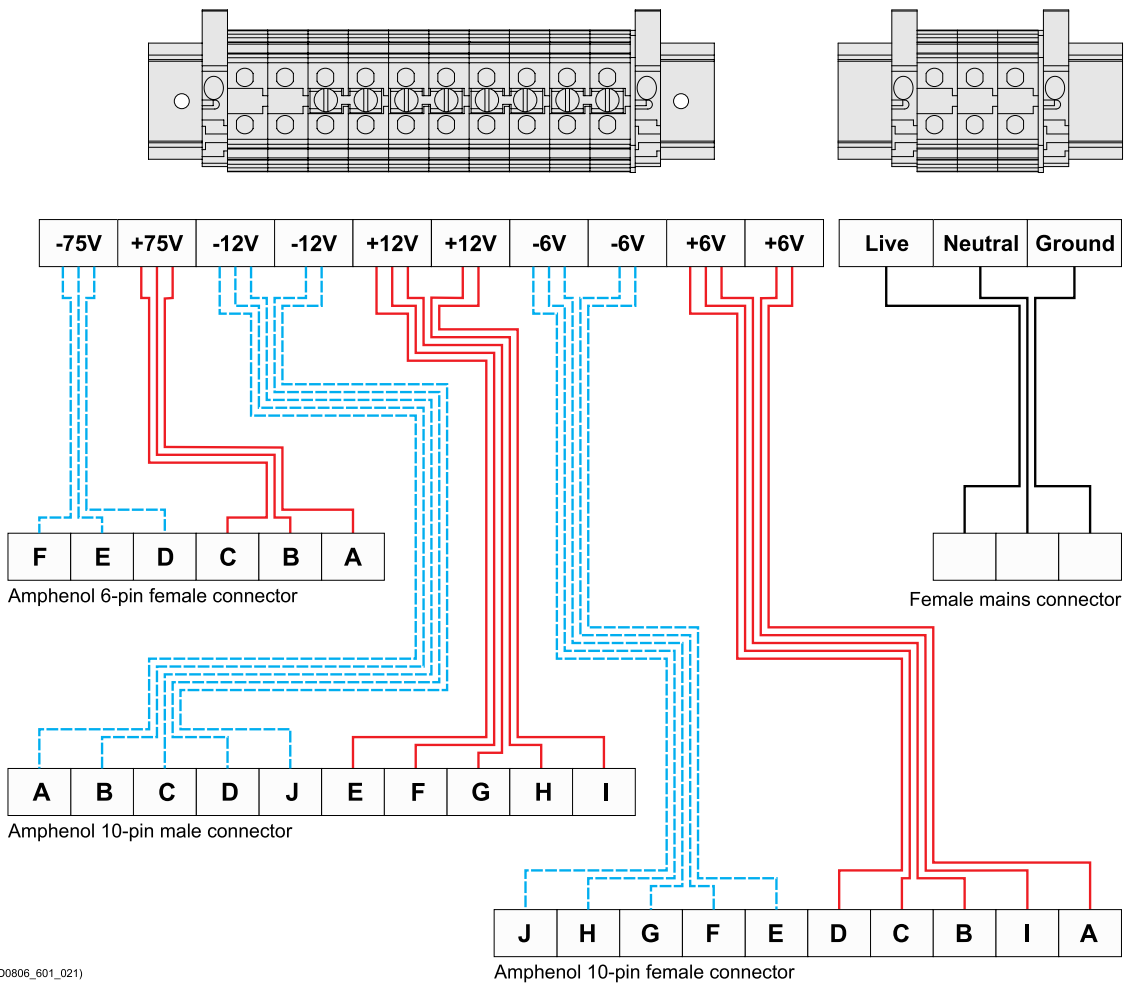 -75V +75V -12V -12V +12V +12V -6V -6V +6V +6V
Live Neutral Ground
F E D C B A
Amphenol 6-pin female connector
Female mains connector
A B C D J E F G H I
Amphenol 10-pin male connector
J H G F E D C B I A
Amphenol 10-pin female connector
0806_601_021)